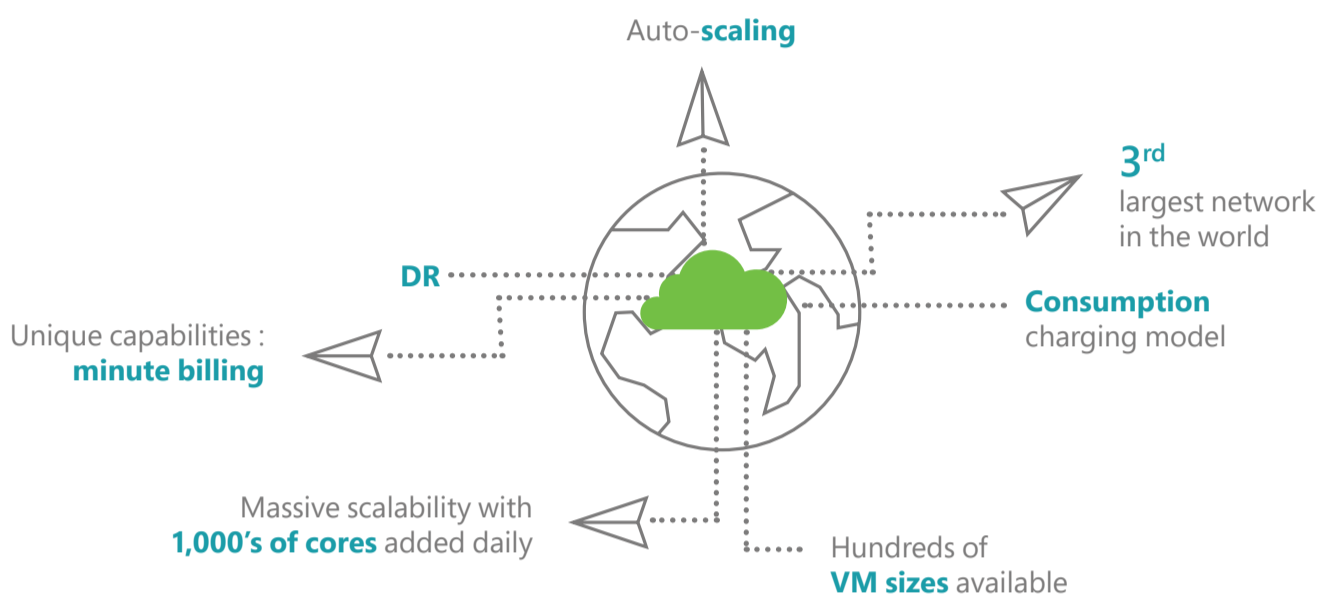 Auto-scaling
3rd
largest network
in the world
DR
Consumption
charging model
Unique capabilities :
minute billing
Massive scalability with
1,000’s of cores added daily
Hundreds of
VM sizes available